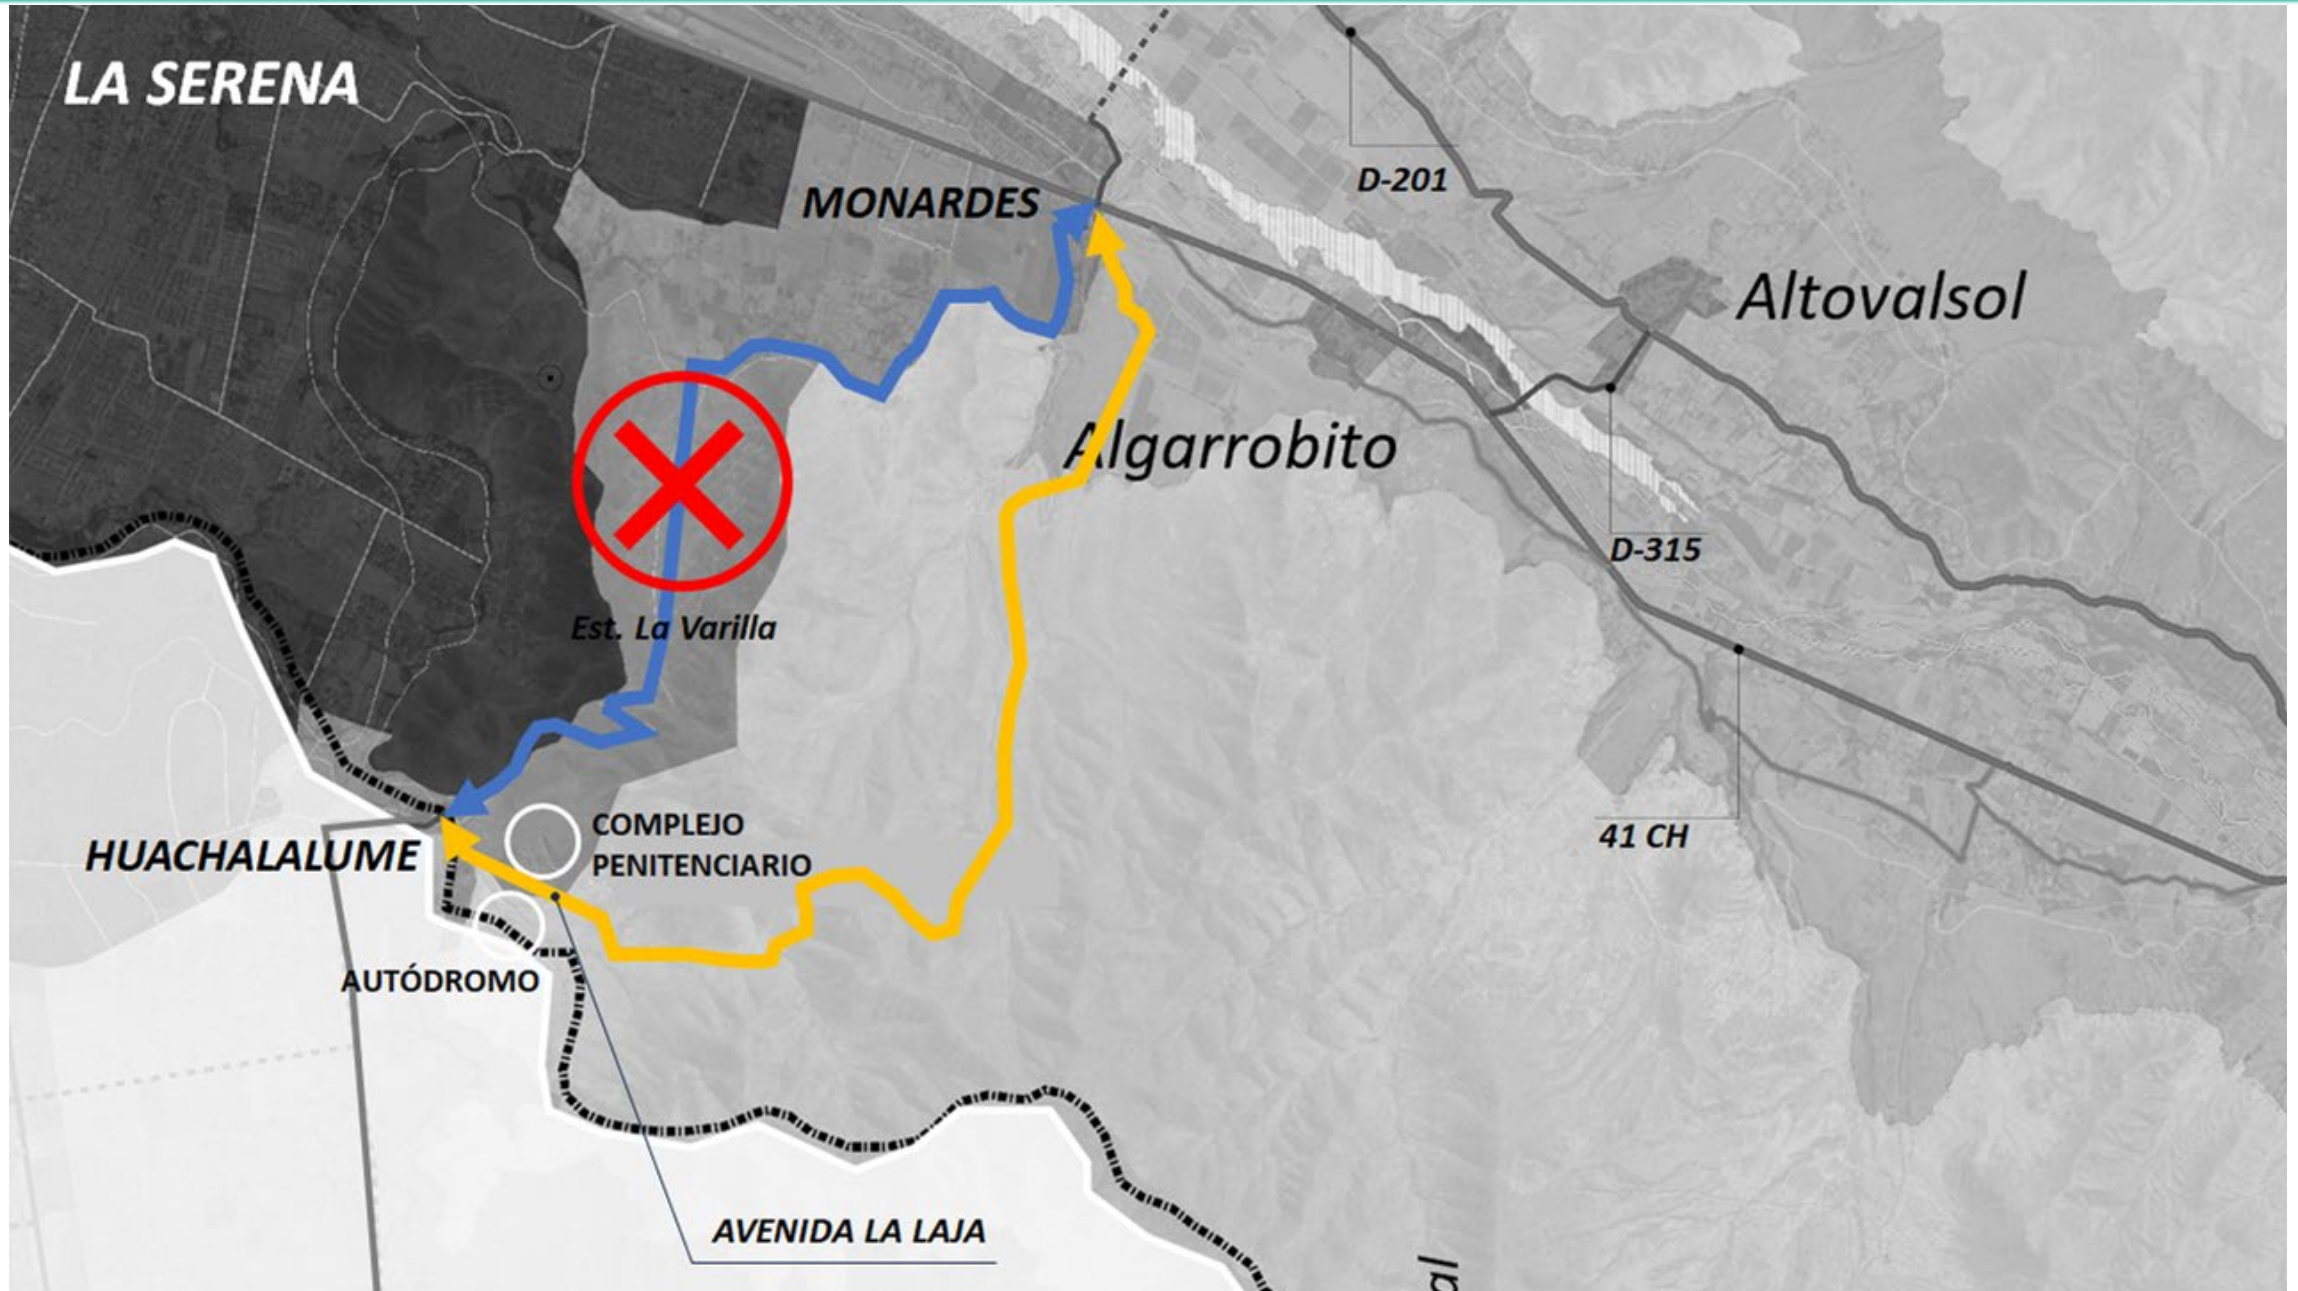 LA SERENA
D-201
MONARDES
Altovalsol
Algarrobito
D-315
Est. La Varilla
COMPLEJO
PENITENCIARIO
41 CH
HUACHALALUME
AUTÓDROMO
AVENIDA LA LAJA
al